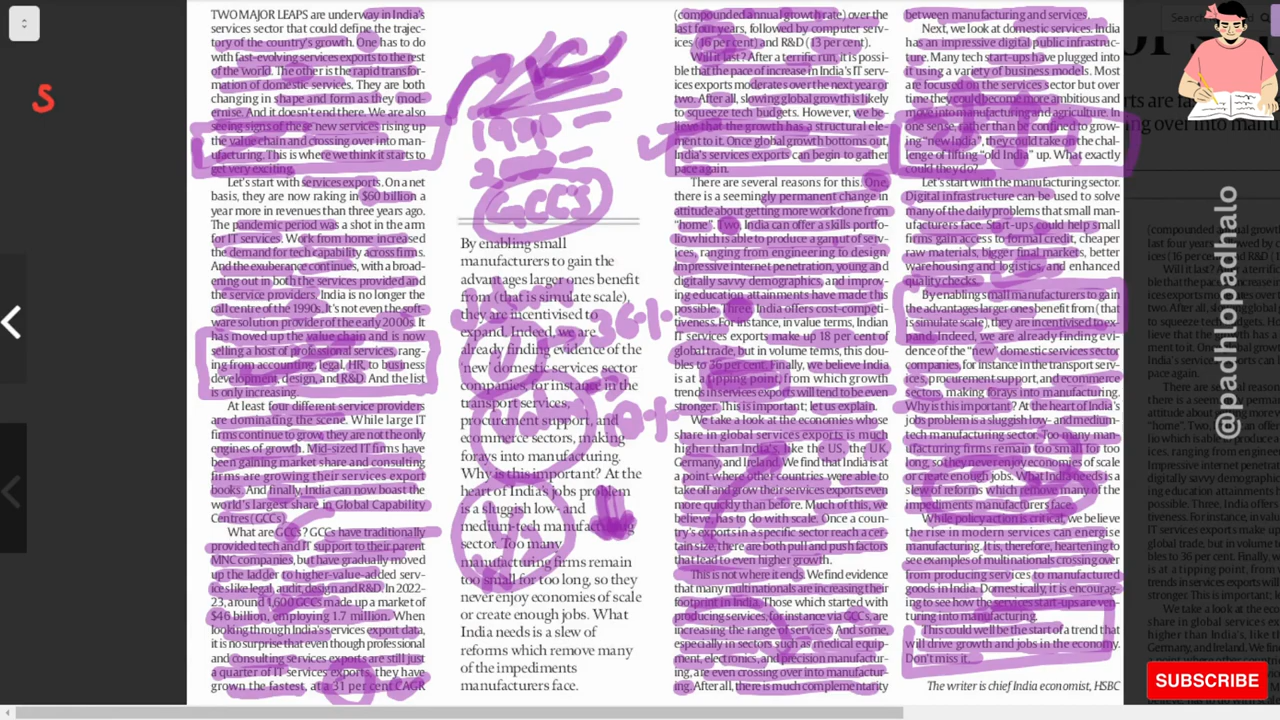 TWO MAJOR LEAPS are underway in India's
services sector that could define the trajec-
tory of the country's growth. One has to do
with fast-evolving services exports to the rest
of the world. The other is the rapid transfor-
mation of domestic services. They are both
changing in shape and form as they mod-
ernise. And it doesn't end there. We are also
seeing signs of these new services rising up
the value chain and crossing over into man-
ufacturing. This is where we think it starts to
get very exciting.
Let's start with services exports. On a net
basis, they are now raking in $60 billion a
year more in revenues than three years ago.
The pandemic period was a shot in the arm
for IT services. Work from home increased
the demand for tech capability across firms.
And the exuberance continues, with a broad-
ening out in both the services provided and
the service providers. India is no longer the
call centre of the 1990s. It's not even the soft-
ware solution provider of the early 2000s. It
has moved up the value chain and is now
selling a host of professional services, rang-
ing from accounting, legal, HR, to business
development, design, and R&D. And the list
is only increasing.
At least four different service providers
are dominating the scene. While large IT
firms continue to grow, they are not the only
engines of growth. Mid-sized IT firms have
been gaining market share and consulting
firms are growing their services export
books. And finally, India can now boast the
world's largest share in Global Capability
Centres (GCCs).
What are GCCs? GCCs have traditionally
provided tech and IT support to their parent
MNC companies, but have gradually moved
up the ladder to higher-value-added serv-
ices like legal, audit, design and R&D. In 2022-
23, around 1,600 GCCs made up a market of
$46 billion, employing 1.7 million. When
looking through India's services export data,
it is no surprise that even though professional
and consulting services exports are still just
a quarter of IT services exports, they have
grown the fastest, at a 31 per cent CAGR
GCCs
By enabling small
manufacturers to gain the
advantages larger ones benefit
from (that is simulate scale),
they are incentivised to
expand. Indeed, we are
already finding evidence of the
'new' domestic services sector
companies, for instance in the
transport services,
procurement support, and
ecommerce sectors, making
forays into manufacturing.
Why is this important? At the
heart of India's jobs problem
is a sluggish low- and
medium-tech manufacturing
sector. Too many
manufacturing firms remain
too small for too long, so they
never enjoy economies of scale
or create enough jobs. What
India needs is a slew of
reforms which remove many
of the impediments
manufacturers face.
(compounded annual growth rate) over the
last four years, followed by computer serv-
ices (16 per cent) and R&D (13 per cent).
Will it last? After a terrific run, it is possi-
ble that the pace of increase in India's IT serv-
ices exports moderates over the next year or
two. After all, slowing global growth is likely
to squeeze tech budgets. However, we be-
lieve that the growth has a structural ele-
ment to it. Once global growth bottoms out,
India's services exports can begin to gather
pace again.
There are several reasons for this. One,
there is a seemingly permanent change in
attitude about getting more work done from
"home". Two, India can offer a skills portfo-
lio which is able to produce a gamut of serv-
ices, ranging from engineering to design.
Impressive internet penetration, young and
digitally savvy demographics, and improv-
ing education attainments have made this
possible. Three, India offers cost-competi-
tiveness. For instance, in value terms, Indian
IT services exports make up 18 per cent of
global trade, but in volume terms, this dou-
bles to 36 per cent. Finally, we believe India
is at a tipping point, from which growth
trends in services exports will tend to be even
stronger. This is important; let us explain.
We take a look at the economies whose
share in global services exports is much
higher than India's, like the US, the UK,
Germany, and Ireland. We find that India is at
a point where other countries were able to
take off and grow their services exports even
more quickly than before. Much of this, we
believe, has to do with scale. Once a coun-
try's exports in a specific sector reach a cer-
tain size, there are both pull and push factors
that lead to even higher growth.
This is not where it ends. We find evidence
that many multinationals are increasing their
footprint in India. Those which started with
producing services, for instance via GCCs, are
increasing the range of services. And some,
especially in sectors such as medical equip-
ment, electronics, and precision manufactur-
ing, are even crossing over into manufactur-
ing. After all, there is much complementarity
between manufacturing and services.
Next, we look at domestic services. India
has an impressive digital public infrastruc-
ture. Many tech start-ups have plugged into
it using a variety of business models. Most
are focused on the services sector but over
time they could become more ambitious and
move into manufacturing and agriculture. In
one sense, rather than be confined to grow-
ing "new India", they could take on the chal-
lenge of lifting "old India" up. What exactly
could they do?
Let's start with the manufacturing sector.
Digital infrastructure can be used to solve
many of the daily problems that small man-
ufacturers face. Start-ups could help small
firms gain access to formal credit, cheaper
raw materials, bigger final markets, better
warehousing and logistics, and enhanced
quality checks.
By enabling small manufacturers to gain
the advantages larger ones benefit from (that
is simulate scale), they are incentivised to ex-
pand. Indeed, we are already finding evi-
dence of the "new" domestic services sector
companies, for instance in the transport serv-
ices, procurement support, and ecommerce
sectors, making forays into manufacturing.
Why is this important? At the heart of India's
jobs problem is a sluggish low- and medium-
tech manufacturing sector. Too many man-
ufacturing firms remain too small for too
long, so they never enjoy economies of scale
or create enough jobs. What India needs is a
slew of reforms which remove many of the
impediments manufacturers face.
While policy action is critical, we believe
the rise in modern services can energise
manufacturing. It is, therefore, heartening to
see examples of multinationals crossing over
from producing services to manufactured
goods in India. Domestically, it is encourag-
ing to see how the services start-ups are ven-
turing into manufacturing.
This could well be the start of a trend that
will drive growth and jobs in the economy.
Don't miss it.
The writer is chief India economist, HSBC
@padhlopadhalo
SUBSCRIBE